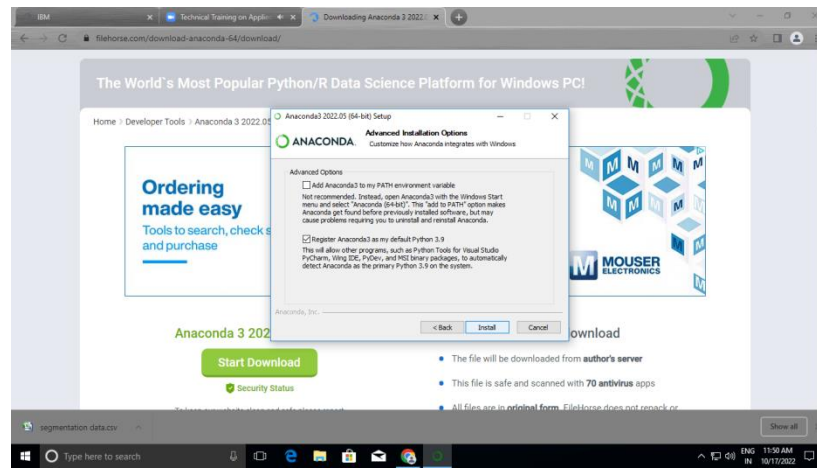 IBM
Technical Training on Applie
Downloading Anaconda 3 2022.
filehorse.com/download-anaconda-64/download/
The World`s Most Popular Python/R Data Science Platform for Windows PC!
Home > Developer Tools > Anaconda 3 2022.05
Anaconda3 2022.05 (64-bit) Setup
ANACONDA.
Advanced Installation Options
Customize how Anaconda integrates with Windows
Advanced Options
Add Anaconda3 to my PATH environment variable
Not recommended. Instead, open Anaconda3 with the Windows Start
menu and select "Anaconda (64-bit)". This "add to PATH" option makes
Anaconda get found before previously installed software, but may
cause problems requiring you to uninstall and reinstall Anaconda.
Register Anaconda3 as my default Python 3.9
This will allow other programs, such as Python Tools for Visual Studio
PyCharm, Wing IDE, PyDev, and MSI binary packages, to automatically
detect Anaconda as the primary Python 3.9 on the system.
Anaconda, Inc.
< Back
Install
Cancel
Ordering
made easy
Tools to search, check s
and purchase
MOUSER
ELECTRONICS
Anaconda 3 202
ownload
Start Download
Security Status
The file will be downloaded from author's server
This file is safe and scanned with 70 antivirus apps
All files are in original form. FileHorse does not repack or
segmentation data.csv
Show all
Type here to search
ENG
IN
11:50 AM
10/17/2022